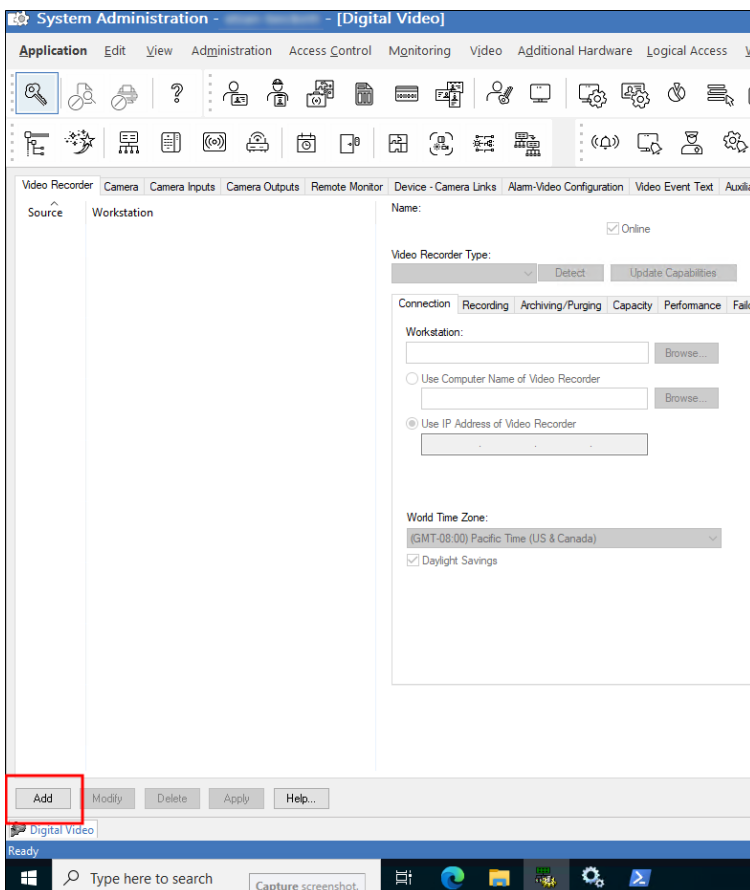 System Administration - - [Digital Video]
Application Edit View Administration Access Control Monitoring Video Additional Hardware Logical Access
Video Recorder Camera Camera Inputs Camera Outputs Remote Monitor Device - Camera Links Alarm-Video Configuration Video Event Text
Source Workstation
Name:
Online
Video Recorder Type:
Detect Update Capabilities
Connection Recording Archiving/Purging Capacity Performance
Workstation:
Browse...
Use Computer Name of Video Recorder
Browse...
Use IP Address of Video Recorder
. . .
World Time Zone:
(GMT-08:00) Pacific Time (US & Canada)
Daylight Savings
Add Modify Delete Apply Help...
Digital Video
Ready
Type here to search
Capture screenshot.